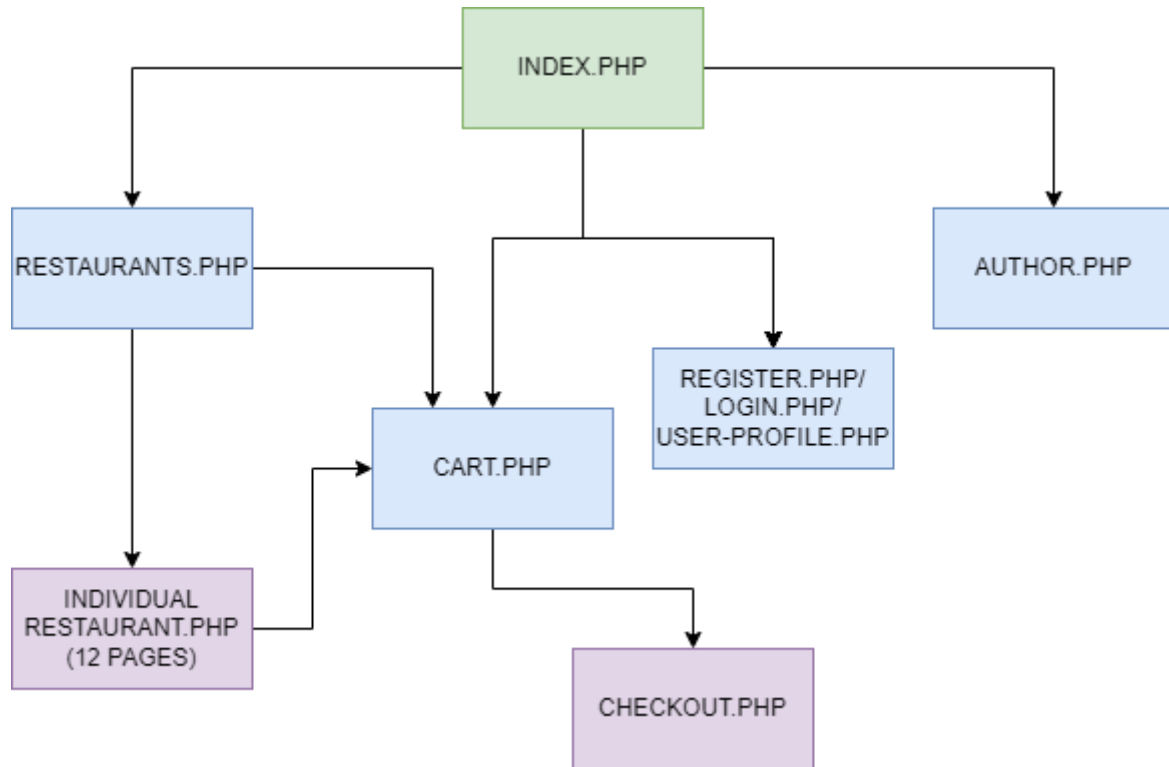 INDEX.PHP
RESTAURANTS.PHP
AUTHOR.PHP
REGISTER.PHP/
LOGIN.PHP/
USER-PROFILE.PHP
CART.PHP
INDIVIDUAL
RESTAURANT.PHP
(12 PAGES)
CHECKOUT.PHP